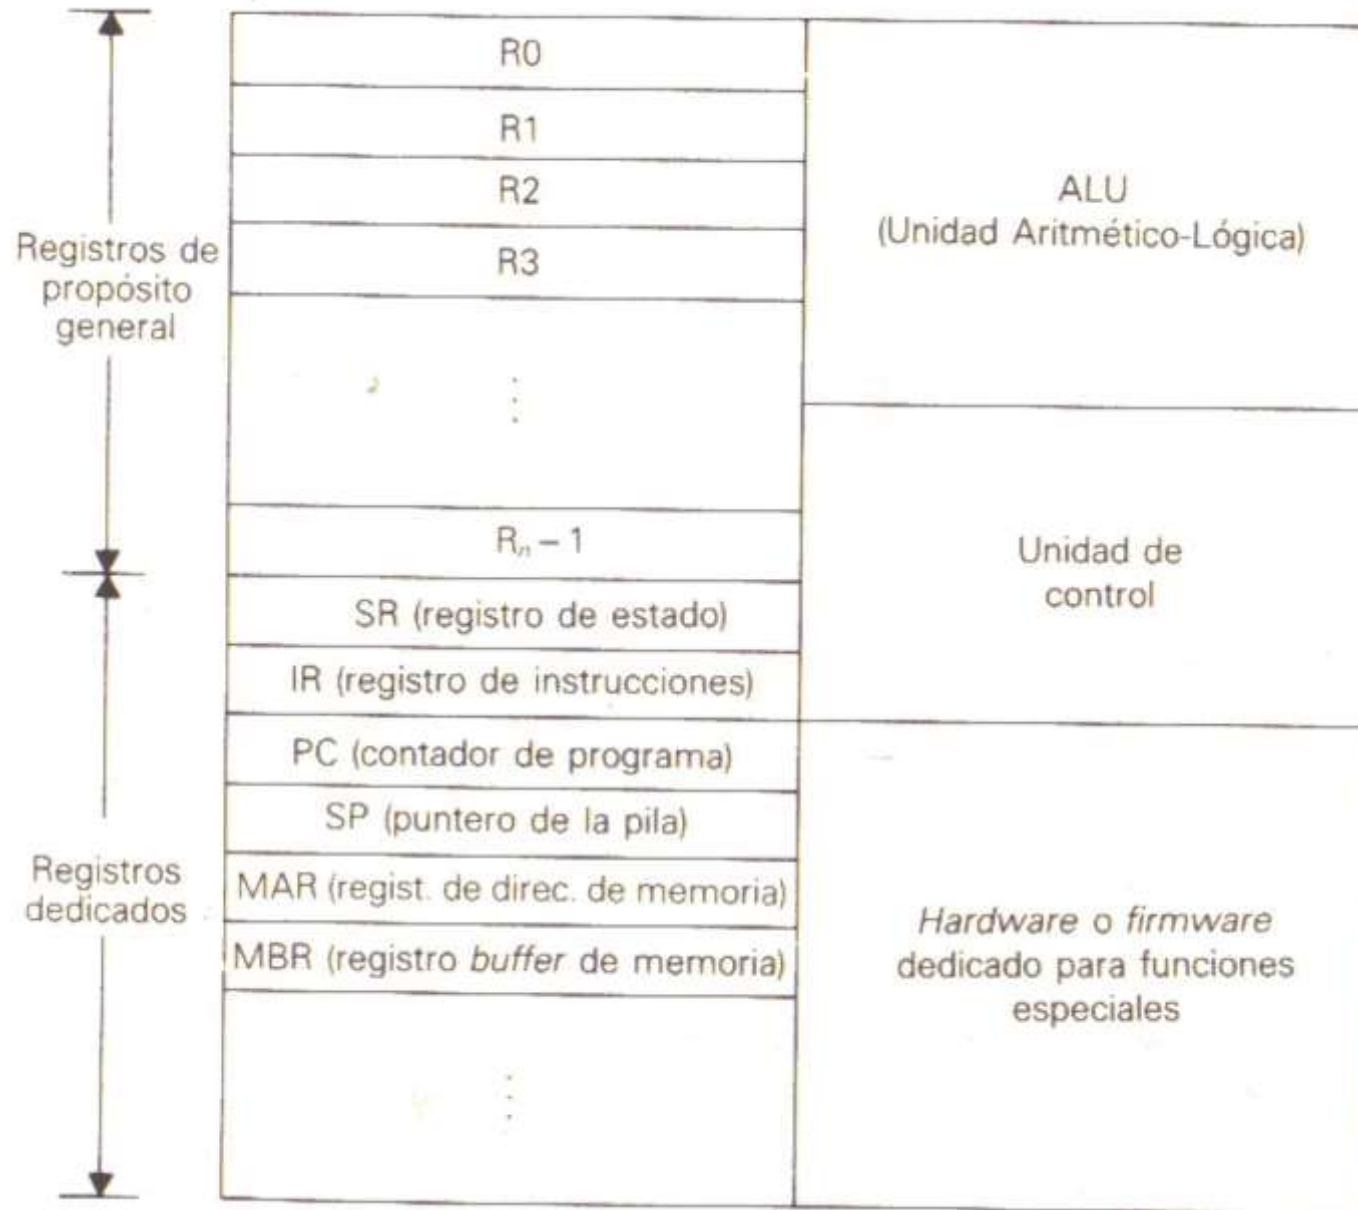 R0
R1
R2
R3
Registros de
propósito
general
⋮
Rn – 1
SR (registro de estado)
IR (registro de instrucciones)
PC (contador de programa)
SP (puntero de la pila)
MAR (regist. de direc. de memoria)
MBR (registro buffer de memoria)
⋮
Registros
dedicados
ALU
(Unidad Aritmético-Lógica)
Unidad de
control
Hardware o firmware
dedicado para funciones
especiales